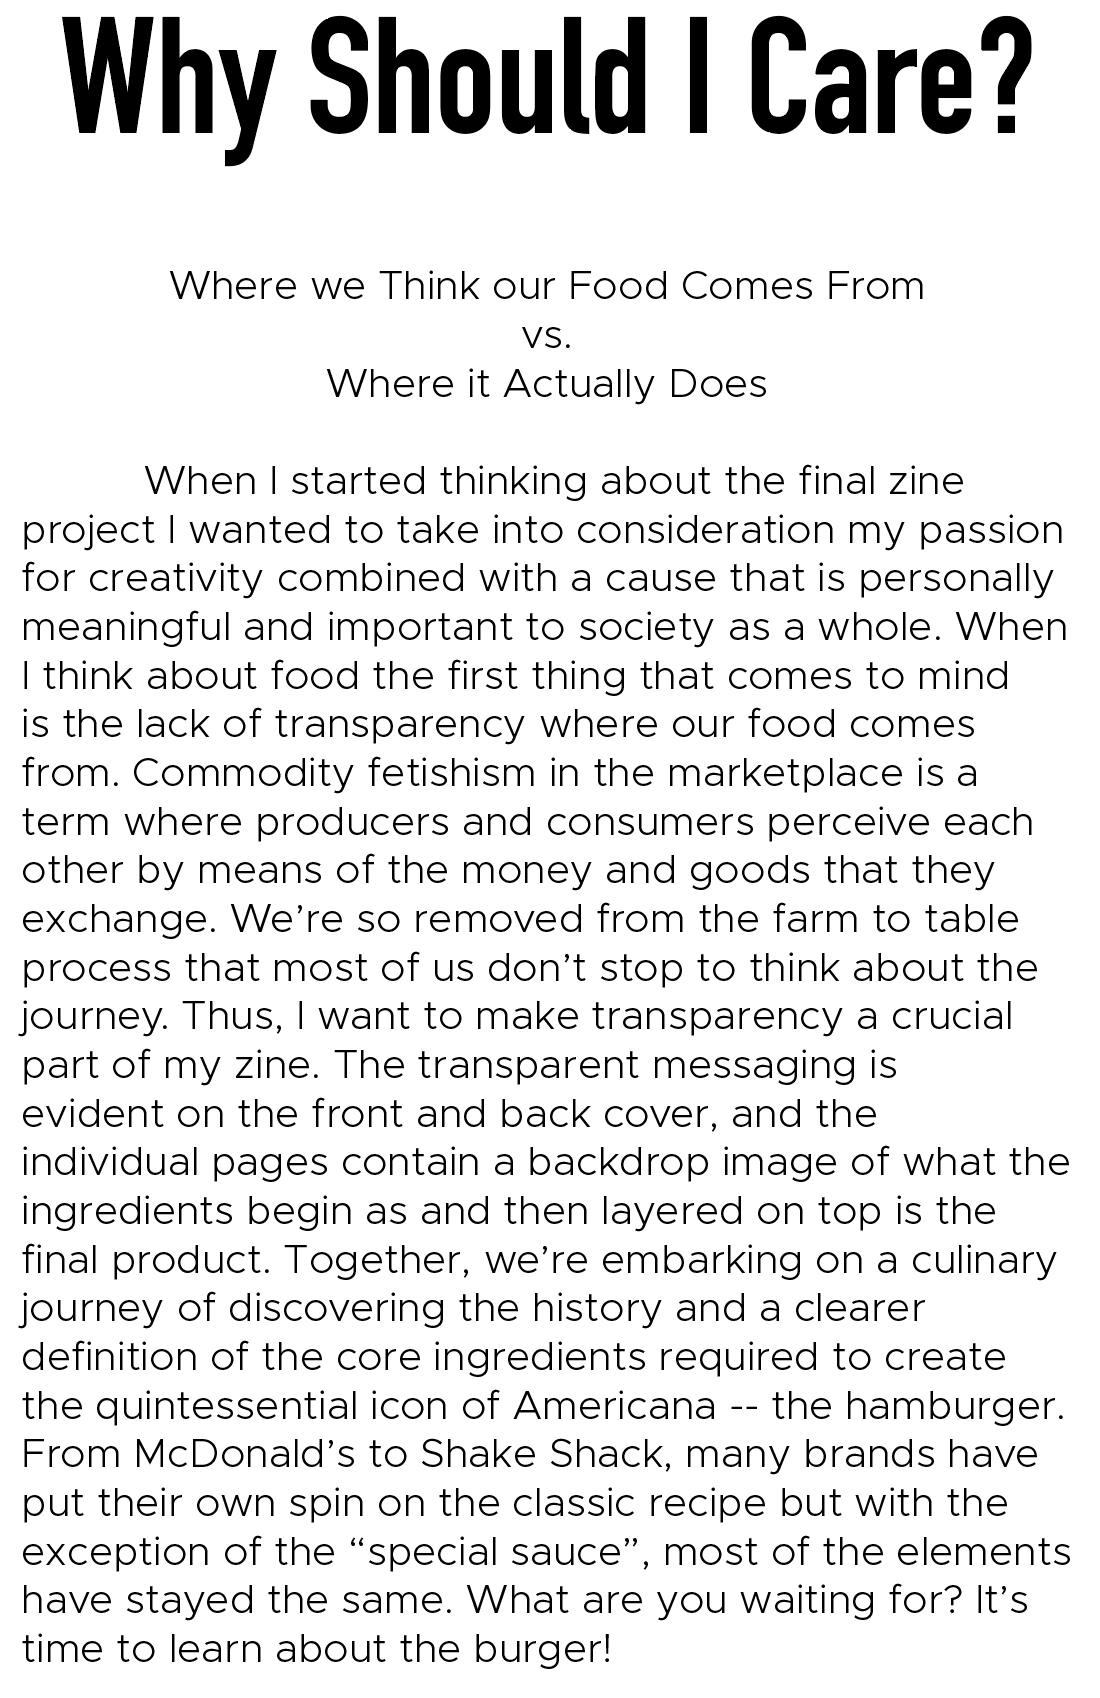 Why Should I Care?
Where we Think our Food Comes From
vs.
Where it Actually Does
When I started thinking about the final zine
project I wanted to take into consideration my passion
for creativity combined with a cause that is personally
meaningful and important to society as a whole. When
I think about food the first thing that comes to mind
is the lack of transparency where our food comes
from. Commodity fetishism in the marketplace is a
term where producers and consumers perceive each
other by means of the money and goods that they
exchange. We’re so removed from the farm to table
process that most of us don’t stop to think about the
journey. Thus, I want to make transparency a crucial
part of my zine. The transparent messaging is
evident on the front and back cover, and the
individual pages contain a backdrop image of what the
ingredients begin as and then layered on top is the
final product. Together, we’re embarking on a culinary
journey of discovering the history and a clearer
definition of the core ingredients required to create
the quintessential icon of Americana -- the hamburger.
From McDonald’s to Shake Shack, many brands have
put their own spin on the classic recipe but with the
exception of the “special sauce”, most of the elements
have stayed the same. What are you waiting for? It’s
time to learn about the burger!